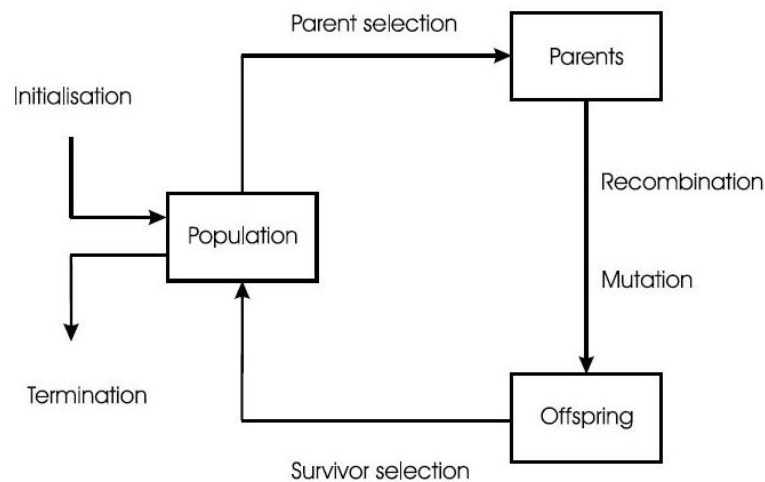 Parent selection
Parents
Initialisation
Recombination
Population
Mutation
Termination
Offspring
Survivor selection